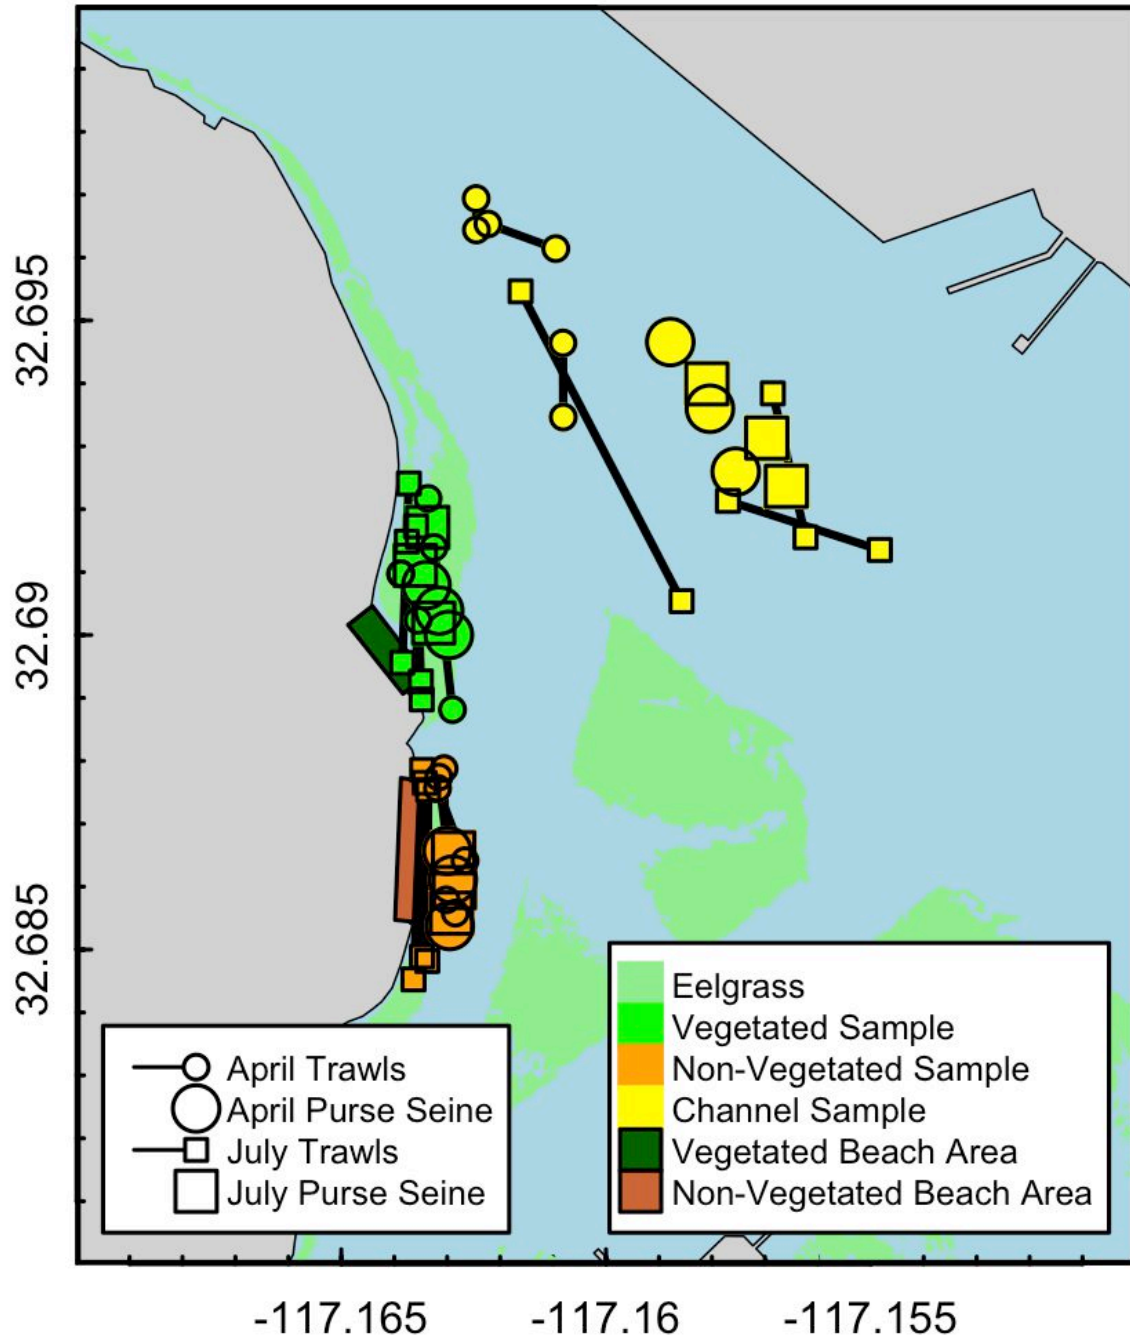 32.695
32.69
32.685
Eelgrass
Vegetated Sample
Non-Vegetated Sample
Channel Sample
Vegetated Beach Area
Non-Vegetated Beach Area
April Trawls
April Purse Seine
July Trawls
July Purse Seine
-117.165
-117.16
-117.155